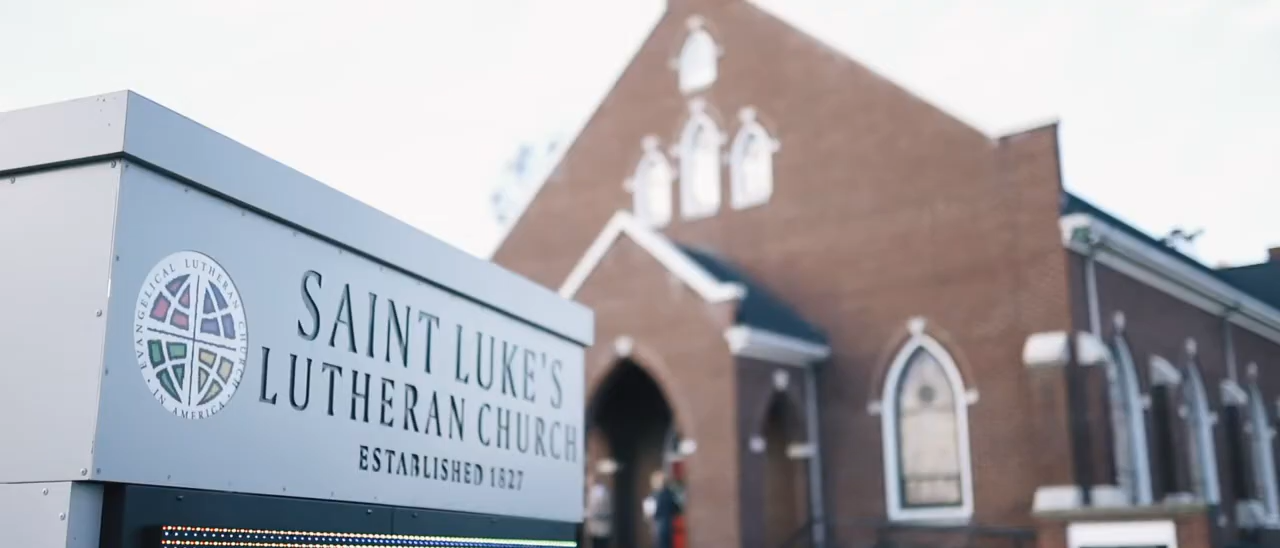 EVANGELICAL LUTHERAN CHURCH
IN AMERICA
SAINT LUKE'S
LUTHERAN CHURCH
ESTABLISHED 1827